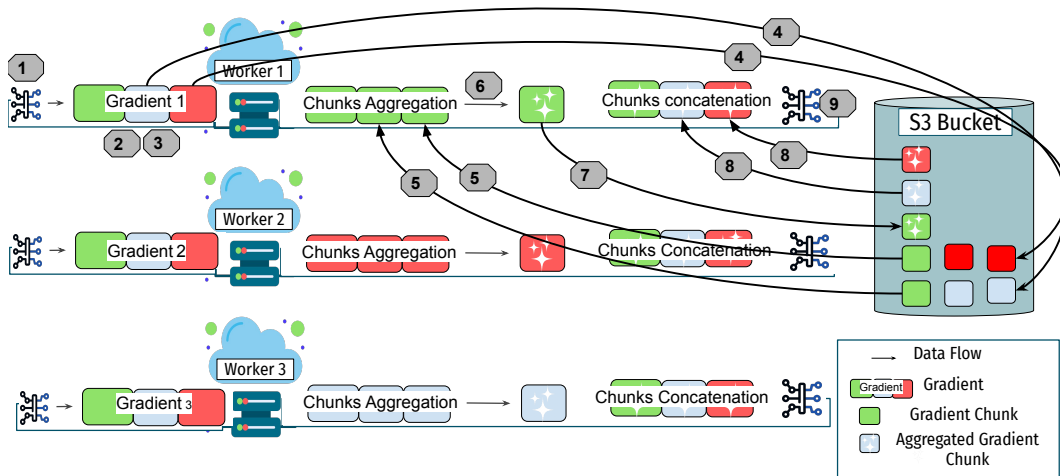 4
1
Worker 1
4
6
9
Gradient 1
Chunks Aggregation
Chunks concatenation
S3 Bucket
2
3
5
5
7
8
8
Worker 2
Gradient 2
Chunks Aggregation
Chunks Concatenation
Worker 3
Gradient 3
Chunks Aggregation
Chunks Concatenation
Data Flow
Gradient
Gradient
Gradient Chunk
Aggregated Gradient
Chunk